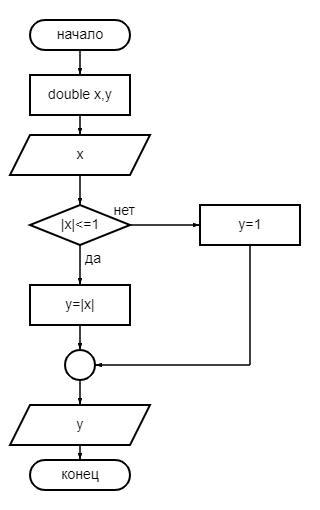 начало
double x,y
x
|x|<=1
нет
y=1
да
y=|x|
y
конец